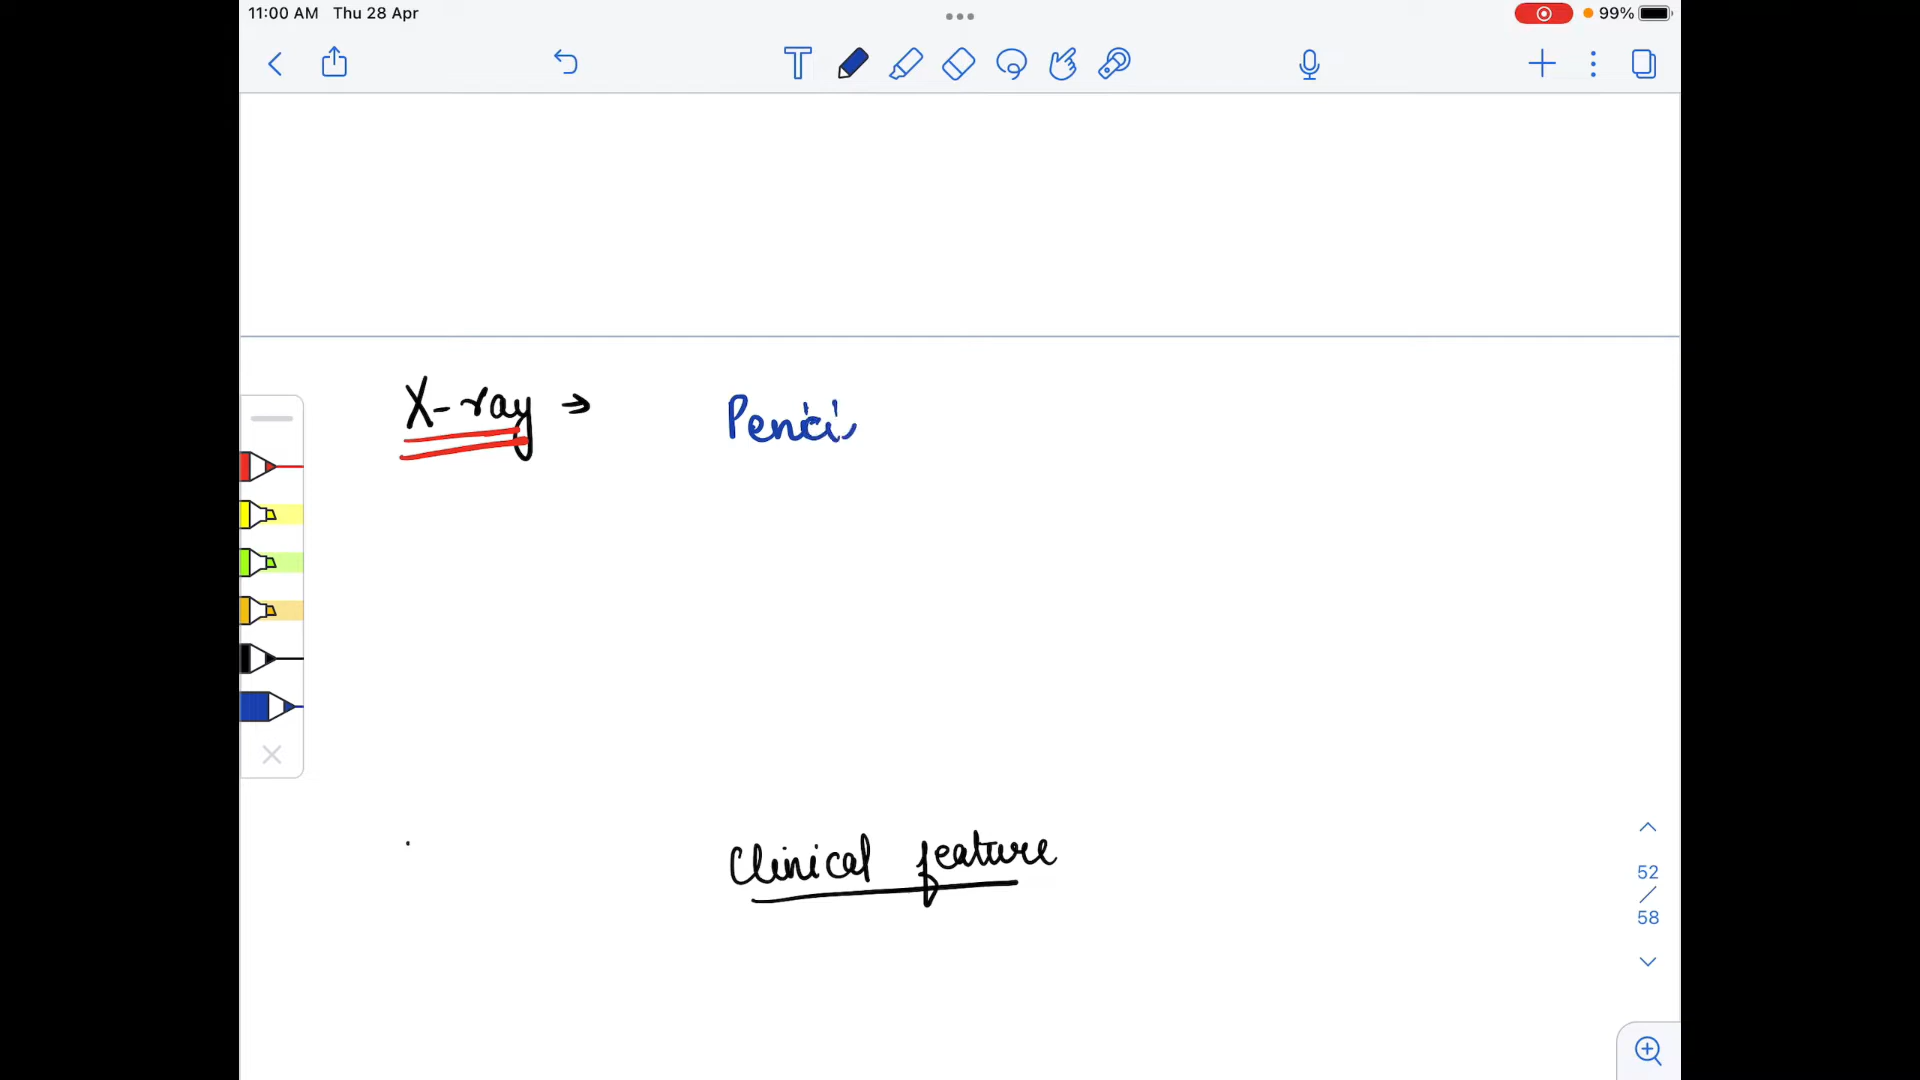 11:00 AM Thu 28 Apr
99%
T
X-ray → Penci
Clinical feature
52
/
58